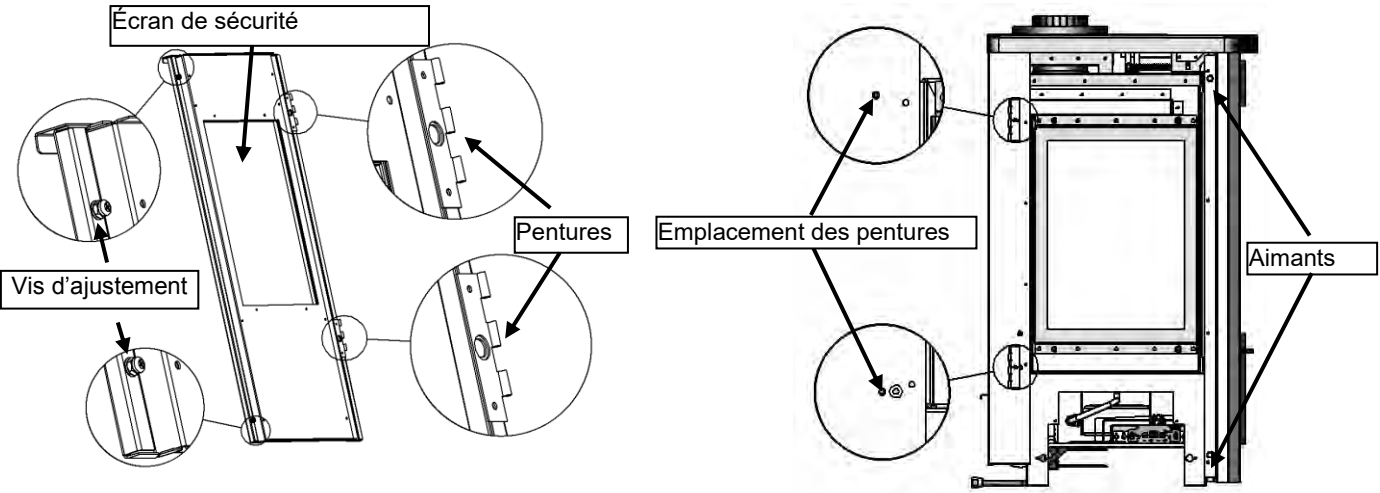 Écran de sécurité
Pentures
Vis d'ajustement
Emplacement des pentures
Aimants